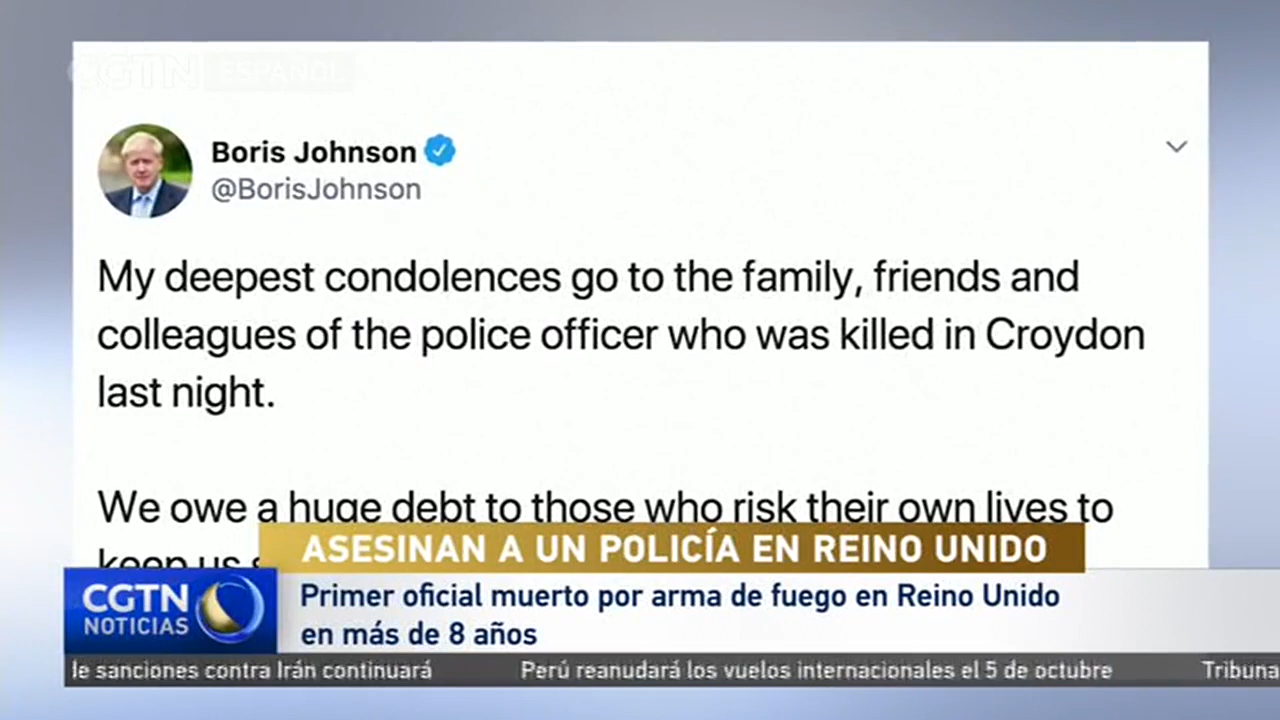 CGTN ESPAÑOL
Boris Johnson
@BorisJohnson
My deepest condolences go to the family, friends and
colleagues of the police officer who was killed in Croydon
last night.
We owe a huge debt to those who risk their own lives to
keep us
ASESINAN A UN POLICÍA EN REINO UNIDO
CGTN
NOTICIAS
Primer oficial muerto por arma de fuego en Reino Unido
en más de 8 años
le sanciones contra Irán continuará Perú reanudará los vuelos internacionales el 5 de octubre Tribuna